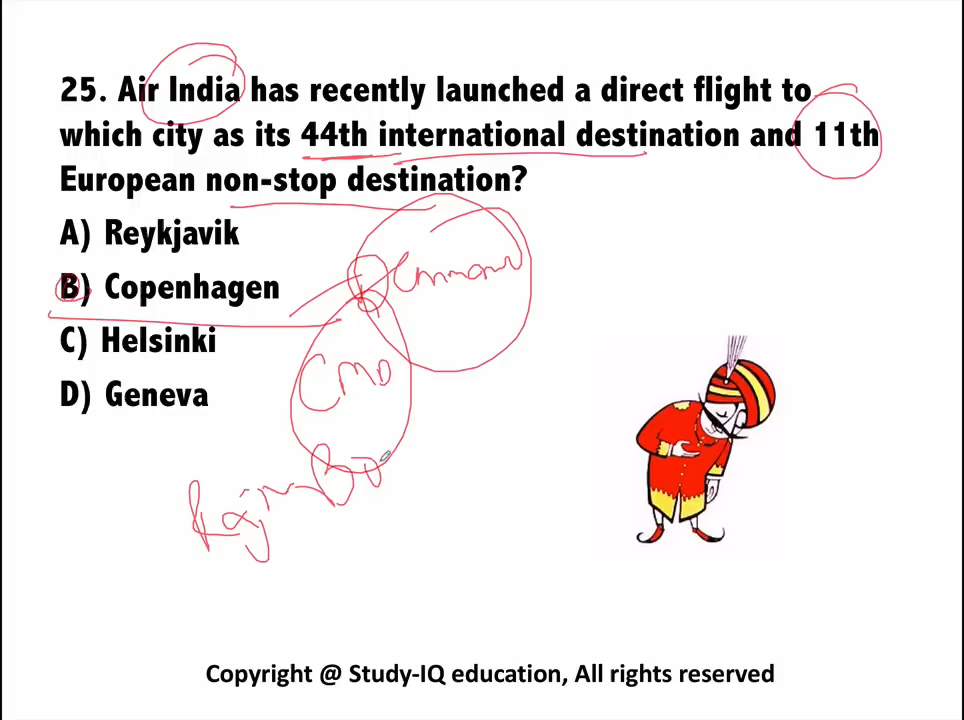 25. Air India has recently launched a direct flight to
which city as its 44th international destination and 11th
European non-stop destination?
A) Reykjavik
B) Copenhagen
C) Helsinki
D) Geneva
CMD
Copyright @ Study-IQ education, All rights reserved